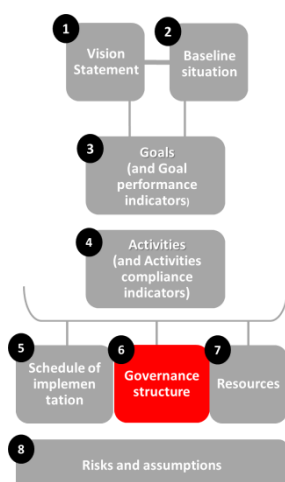 1
Vision
Statement
2
Baseline
situation
3
Goals
(and Goal
performance
indicators)
4
Activities
(and Activities
compliance
indicators)
5
Schedule of
implemen
tation
6
Governance
structure
7
Resources
8
Risks and assumptions